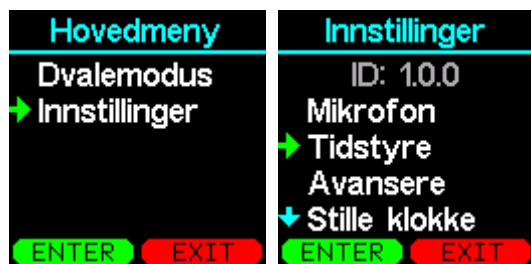 Hovedmeny
Dvalemodus
Innstillinger
ENTER EXIT
Innstillinger
ID: 1.0.0
Mikrofon
Tidstyre
Avansere
Stille klokke
ENTER EXIT